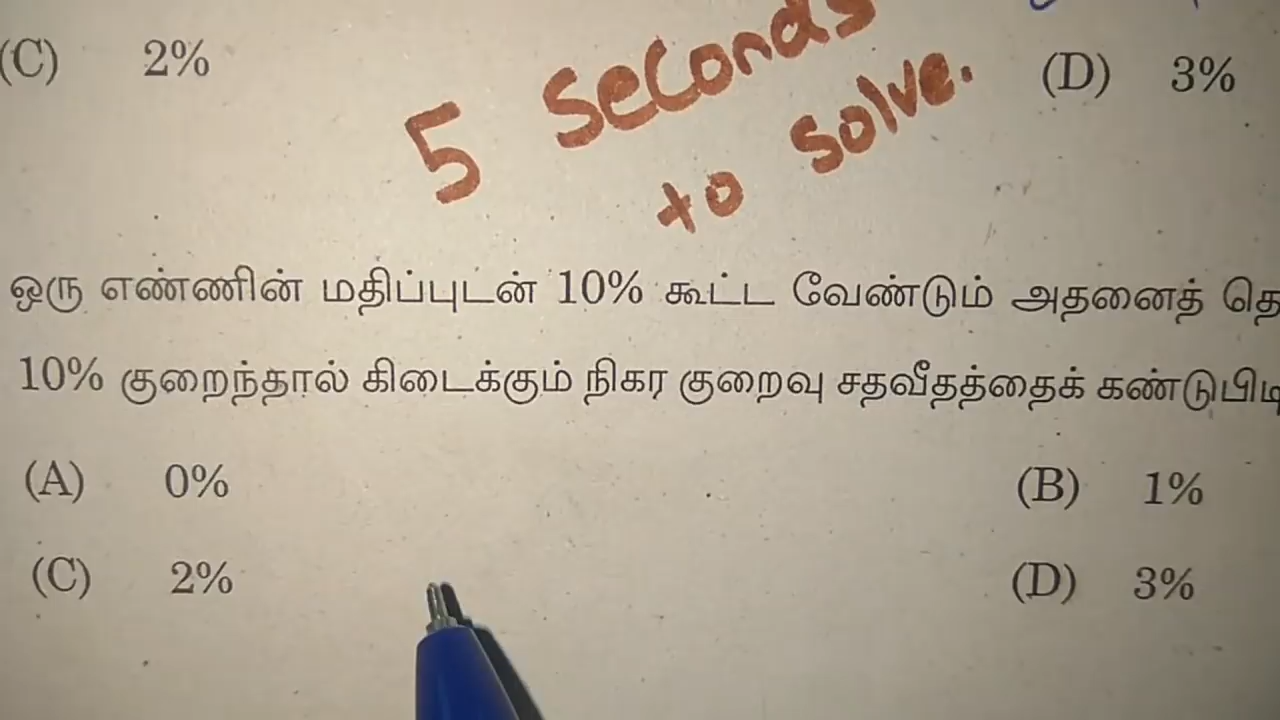 (C) 2% (D) 3%
5 seconds
to solve.
ஒரு எண்ணின் மதிப்புடன் 10% கூட்ட வேண்டும் அதனைத்
10% குறைந்தால் கிடைக்கும் நிகர குறைவு சதவீதத்தைக்
(A) 0% (B) 1%
(C) 2% (D) 3%